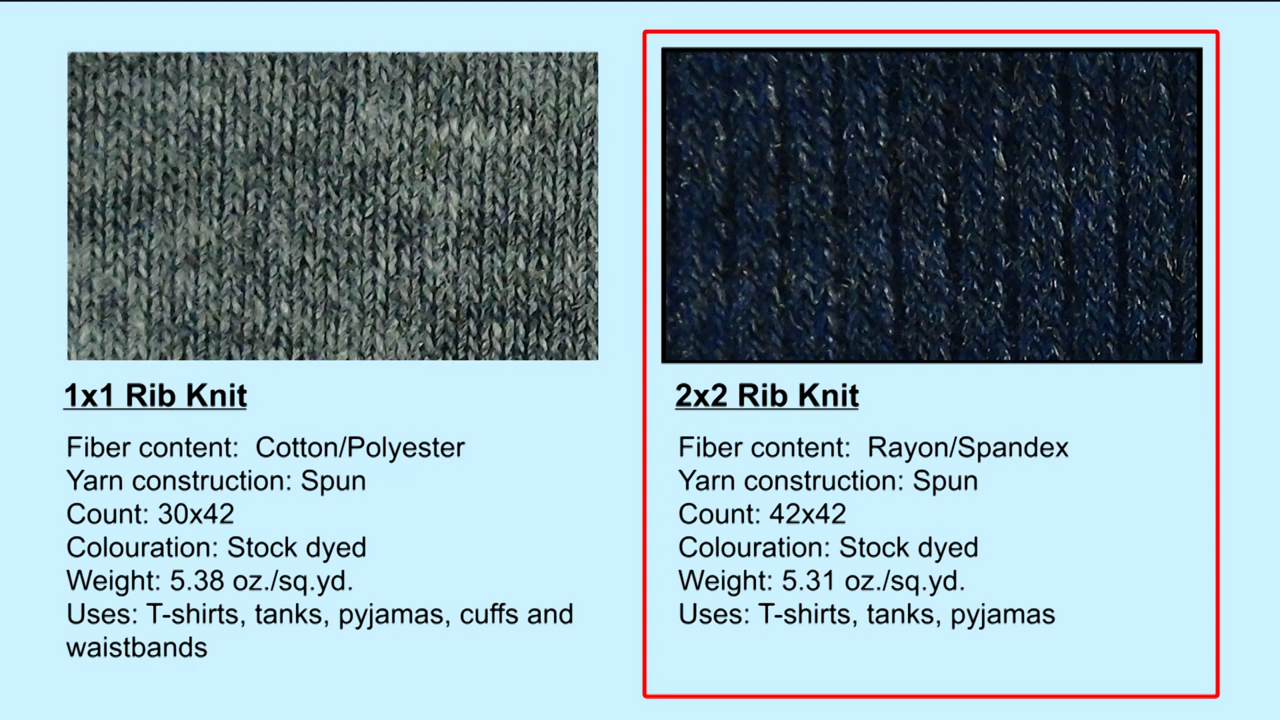 1x1 Rib Knit
Fiber content:  Cotton/Polyester
Yarn construction: Spun
Count: 30x42
Colouration: Stock dyed
Weight: 5.38 oz./sq.yd.
Uses: T-shirts, tanks, pyjamas, cuffs and
waistbands
2x2 Rib Knit
Fiber content:  Rayon/Spandex
Yarn construction: Spun
Count: 42x42
Colouration: Stock dyed
Weight: 5.31 oz./sq.yd.
Uses: T-shirts, tanks, pyjamas